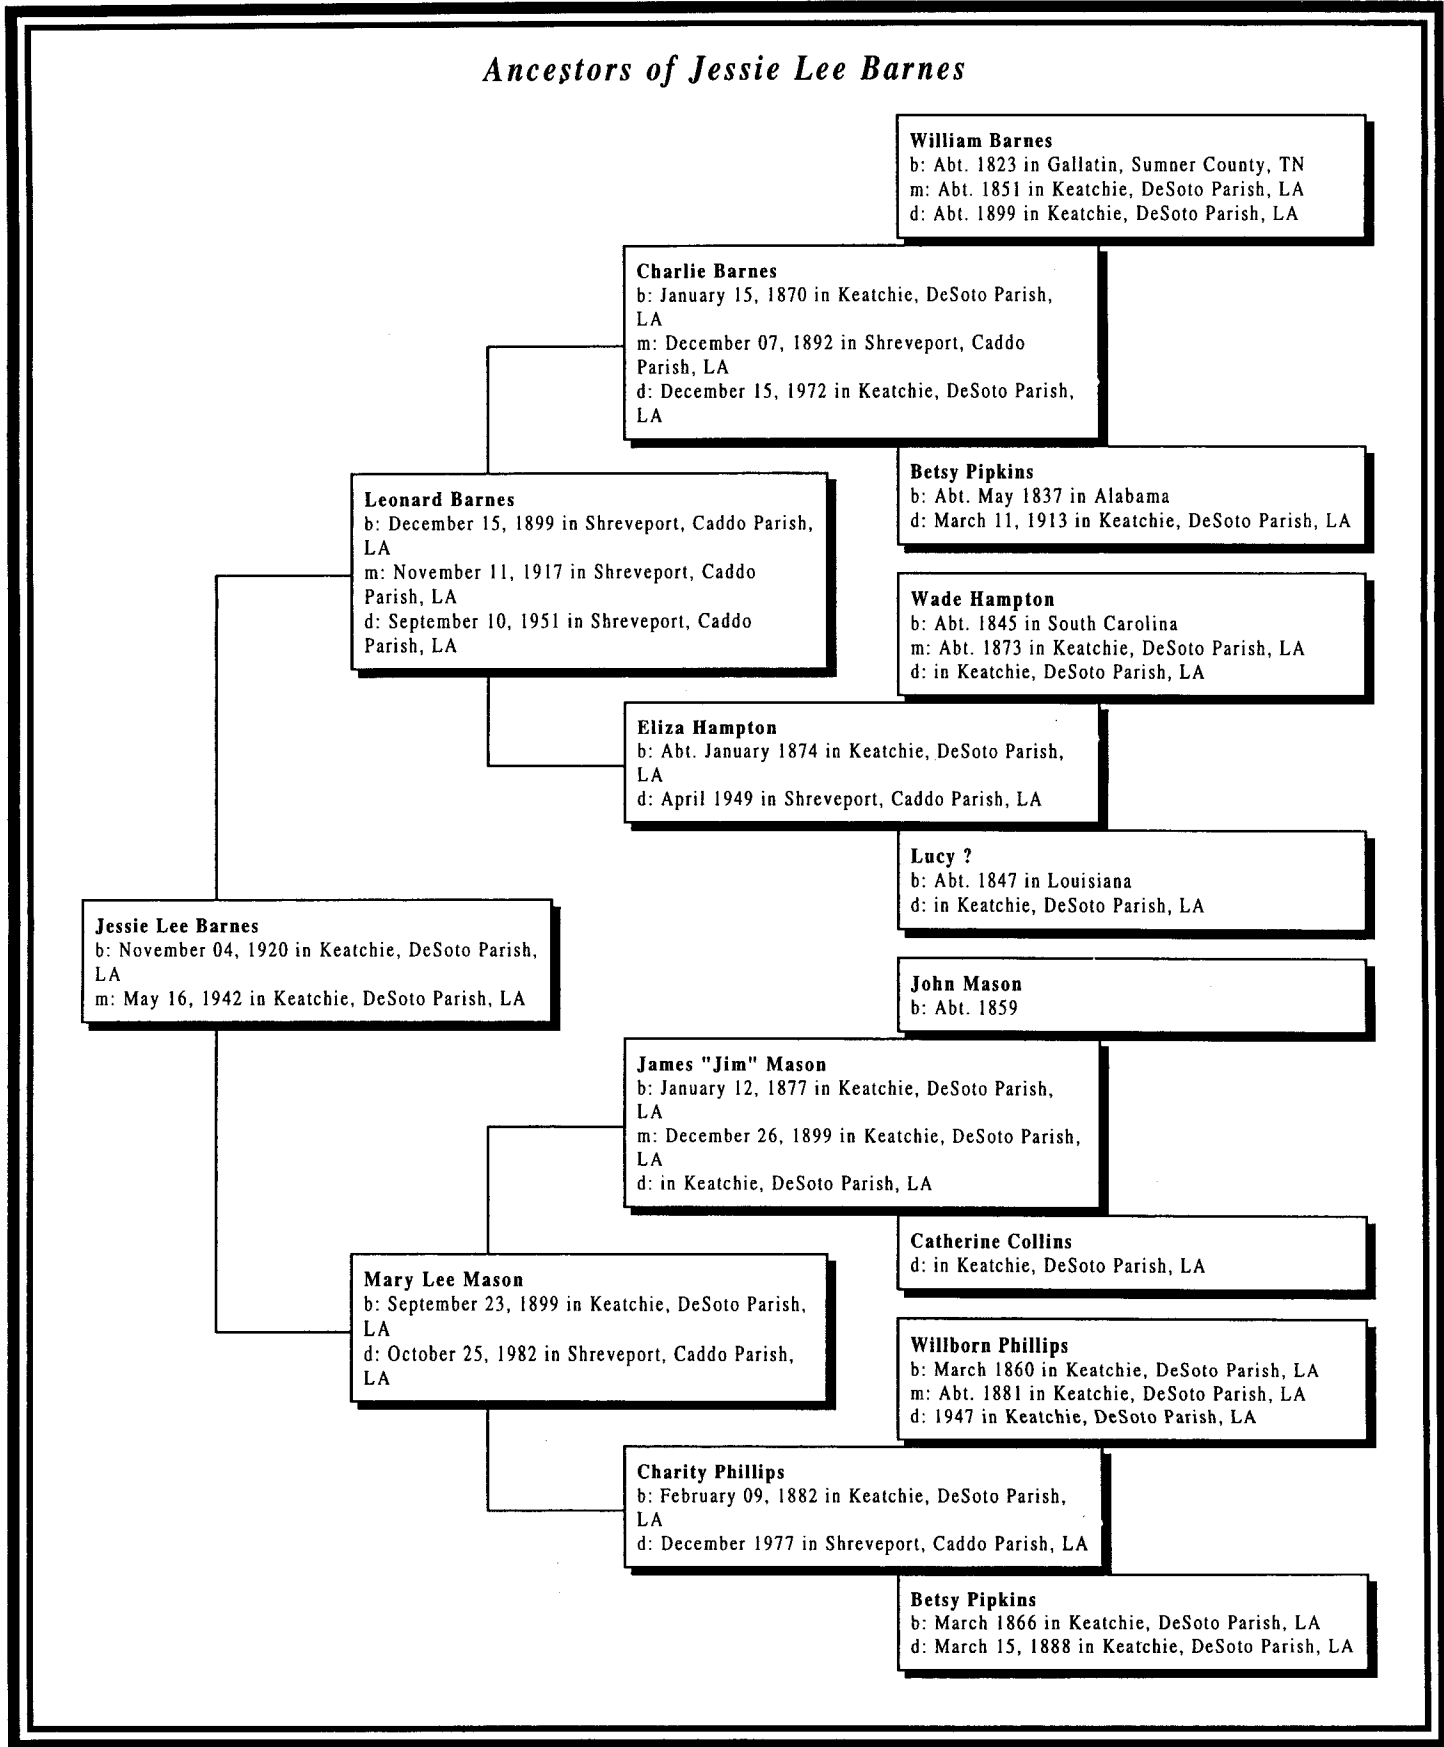 Ancestors of Jessie Lee Barnes
William Barnes
b: Abt. 1823 in Gallatin, Sumner County, TN
m: Abt. 1851 in Keatchie, DeSoto Parish, LA
d: Abt. 1899 in Keatchie, DeSoto Parish, LA
Charlie Barnes
b: January 15, 1870 in Keatchie, DeSoto Parish,
LA
m: December 07, 1892 in Shreveport, Caddo
Parish, LA
d: December 15, 1972 in Keatchie, DeSoto Parish,
LA
Betsy Pipkins
b: Abt. May 1837 in Alabama
d: March 11, 1913 in Keatchie, DeSoto Parish, LA
Leonard Barnes
b: December 15, 1899 in Shreveport, Caddo Parish,
LA
m: November 11, 1917 in Shreveport, Caddo
Parish, LA
d: September 10, 1951 in Shreveport, Caddo
Parish, LA
Wade Hampton
b: Abt. 1845 in South Carolina
m: Abt. 1873 in Keatchie, DeSoto Parish, LA
d: in Keatchie, DeSoto Parish, LA
Eliza Hampton
b: Abt. January 1874 in Keatchie, DeSoto Parish,
LA
d: April 1949 in Shreveport, Caddo Parish, LA
Lucy ?
b: Abt. 1847 in Louisiana
d: in Keatchie, DeSoto Parish, LA
Jessie Lee Barnes
b: November 04, 1920 in Keatchie, DeSoto Parish,
LA
m: May 16, 1942 in Keatchie, DeSoto Parish, LA
John Mason
b: Abt. 1859
James "Jim" Mason
b: January 12, 1877 in Keatchie, DeSoto Parish,
LA
m: December 26, 1899 in Keatchie, DeSoto Parish,
LA
d: in Keatchie, DeSoto Parish, LA
Catherine Collins
d: in Keatchie, DeSoto Parish, LA
Mary Lee Mason
b: September 23, 1899 in Keatchie, DeSoto Parish,
LA
d: October 25, 1982 in Shreveport, Caddo Parish,
LA
Willborn Phillips
b: March 1860 in Keatchie, DeSoto Parish, LA
m: Abt. 1881 in Keatchie, DeSoto Parish, LA
d: 1947 in Keatchie, DeSoto Parish, LA
Charity Phillips
b: February 09, 1882 in Keatchie, DeSoto Parish,
LA
d: December 1977 in Shreveport, Caddo Parish, LA
Betsy Pipkins
b: March 1866 in Keatchie, DeSoto Parish, LA
d: March 15, 1888 in Keatchie, DeSoto Parish, LA